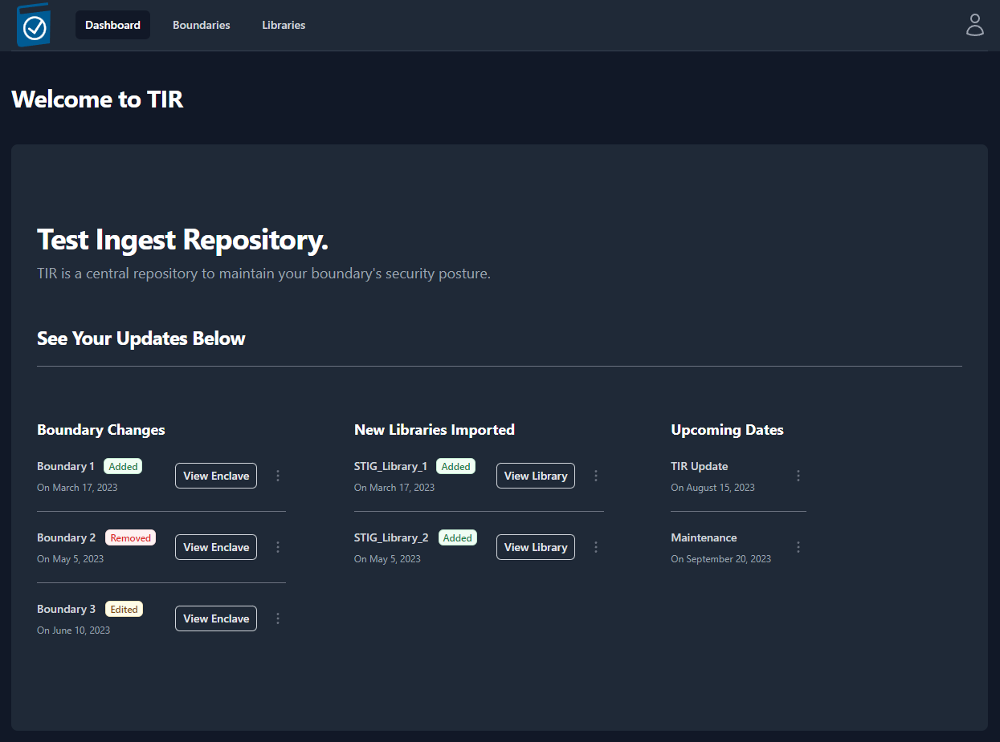 Dashboard Boundaries Libraries
Welcome to TIR
Test Ingest Repository.
TIR is a central repository to maintain your boundary's security posture.
See Your Updates Below
Boundary Changes
Boundary 1 Added
On March 17, 2023
View Enclave
Boundary 2 Removed
On May 5, 2023
View Enclave
Boundary 3 Edited
On June 10, 2023
View Enclave
New Libraries Imported
STIG_Library_1 Added
On March 17, 2023
View Library
STIG_Library_2 Added
On May 5, 2023
View Library
Upcoming Dates
TIR Update
On August 15, 2023
Maintenance
On September 20, 2023